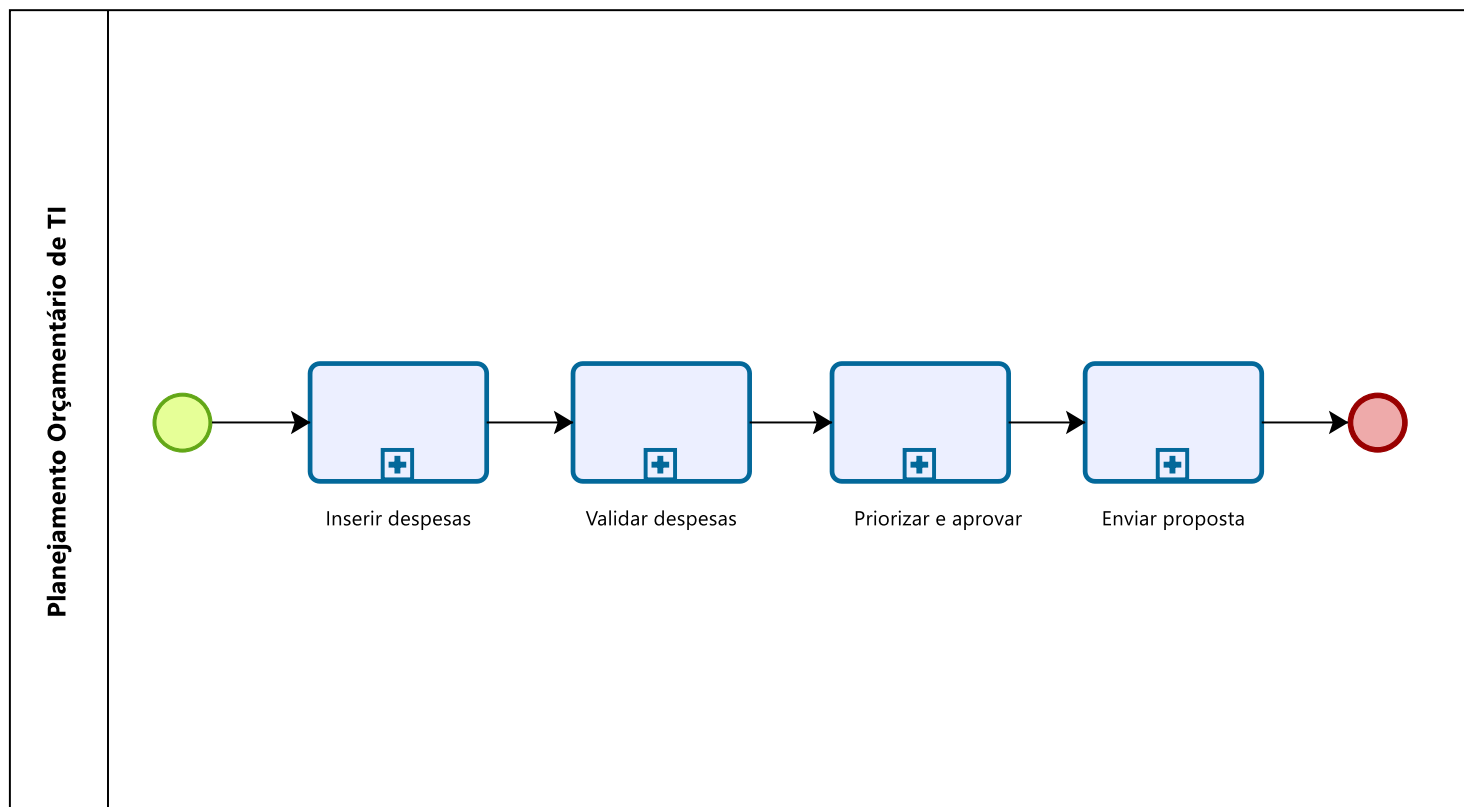 Planejamento Orçamentário de TI
Inserir despesas
Validar despesas
Priorizar e aprovar
Enviar proposta